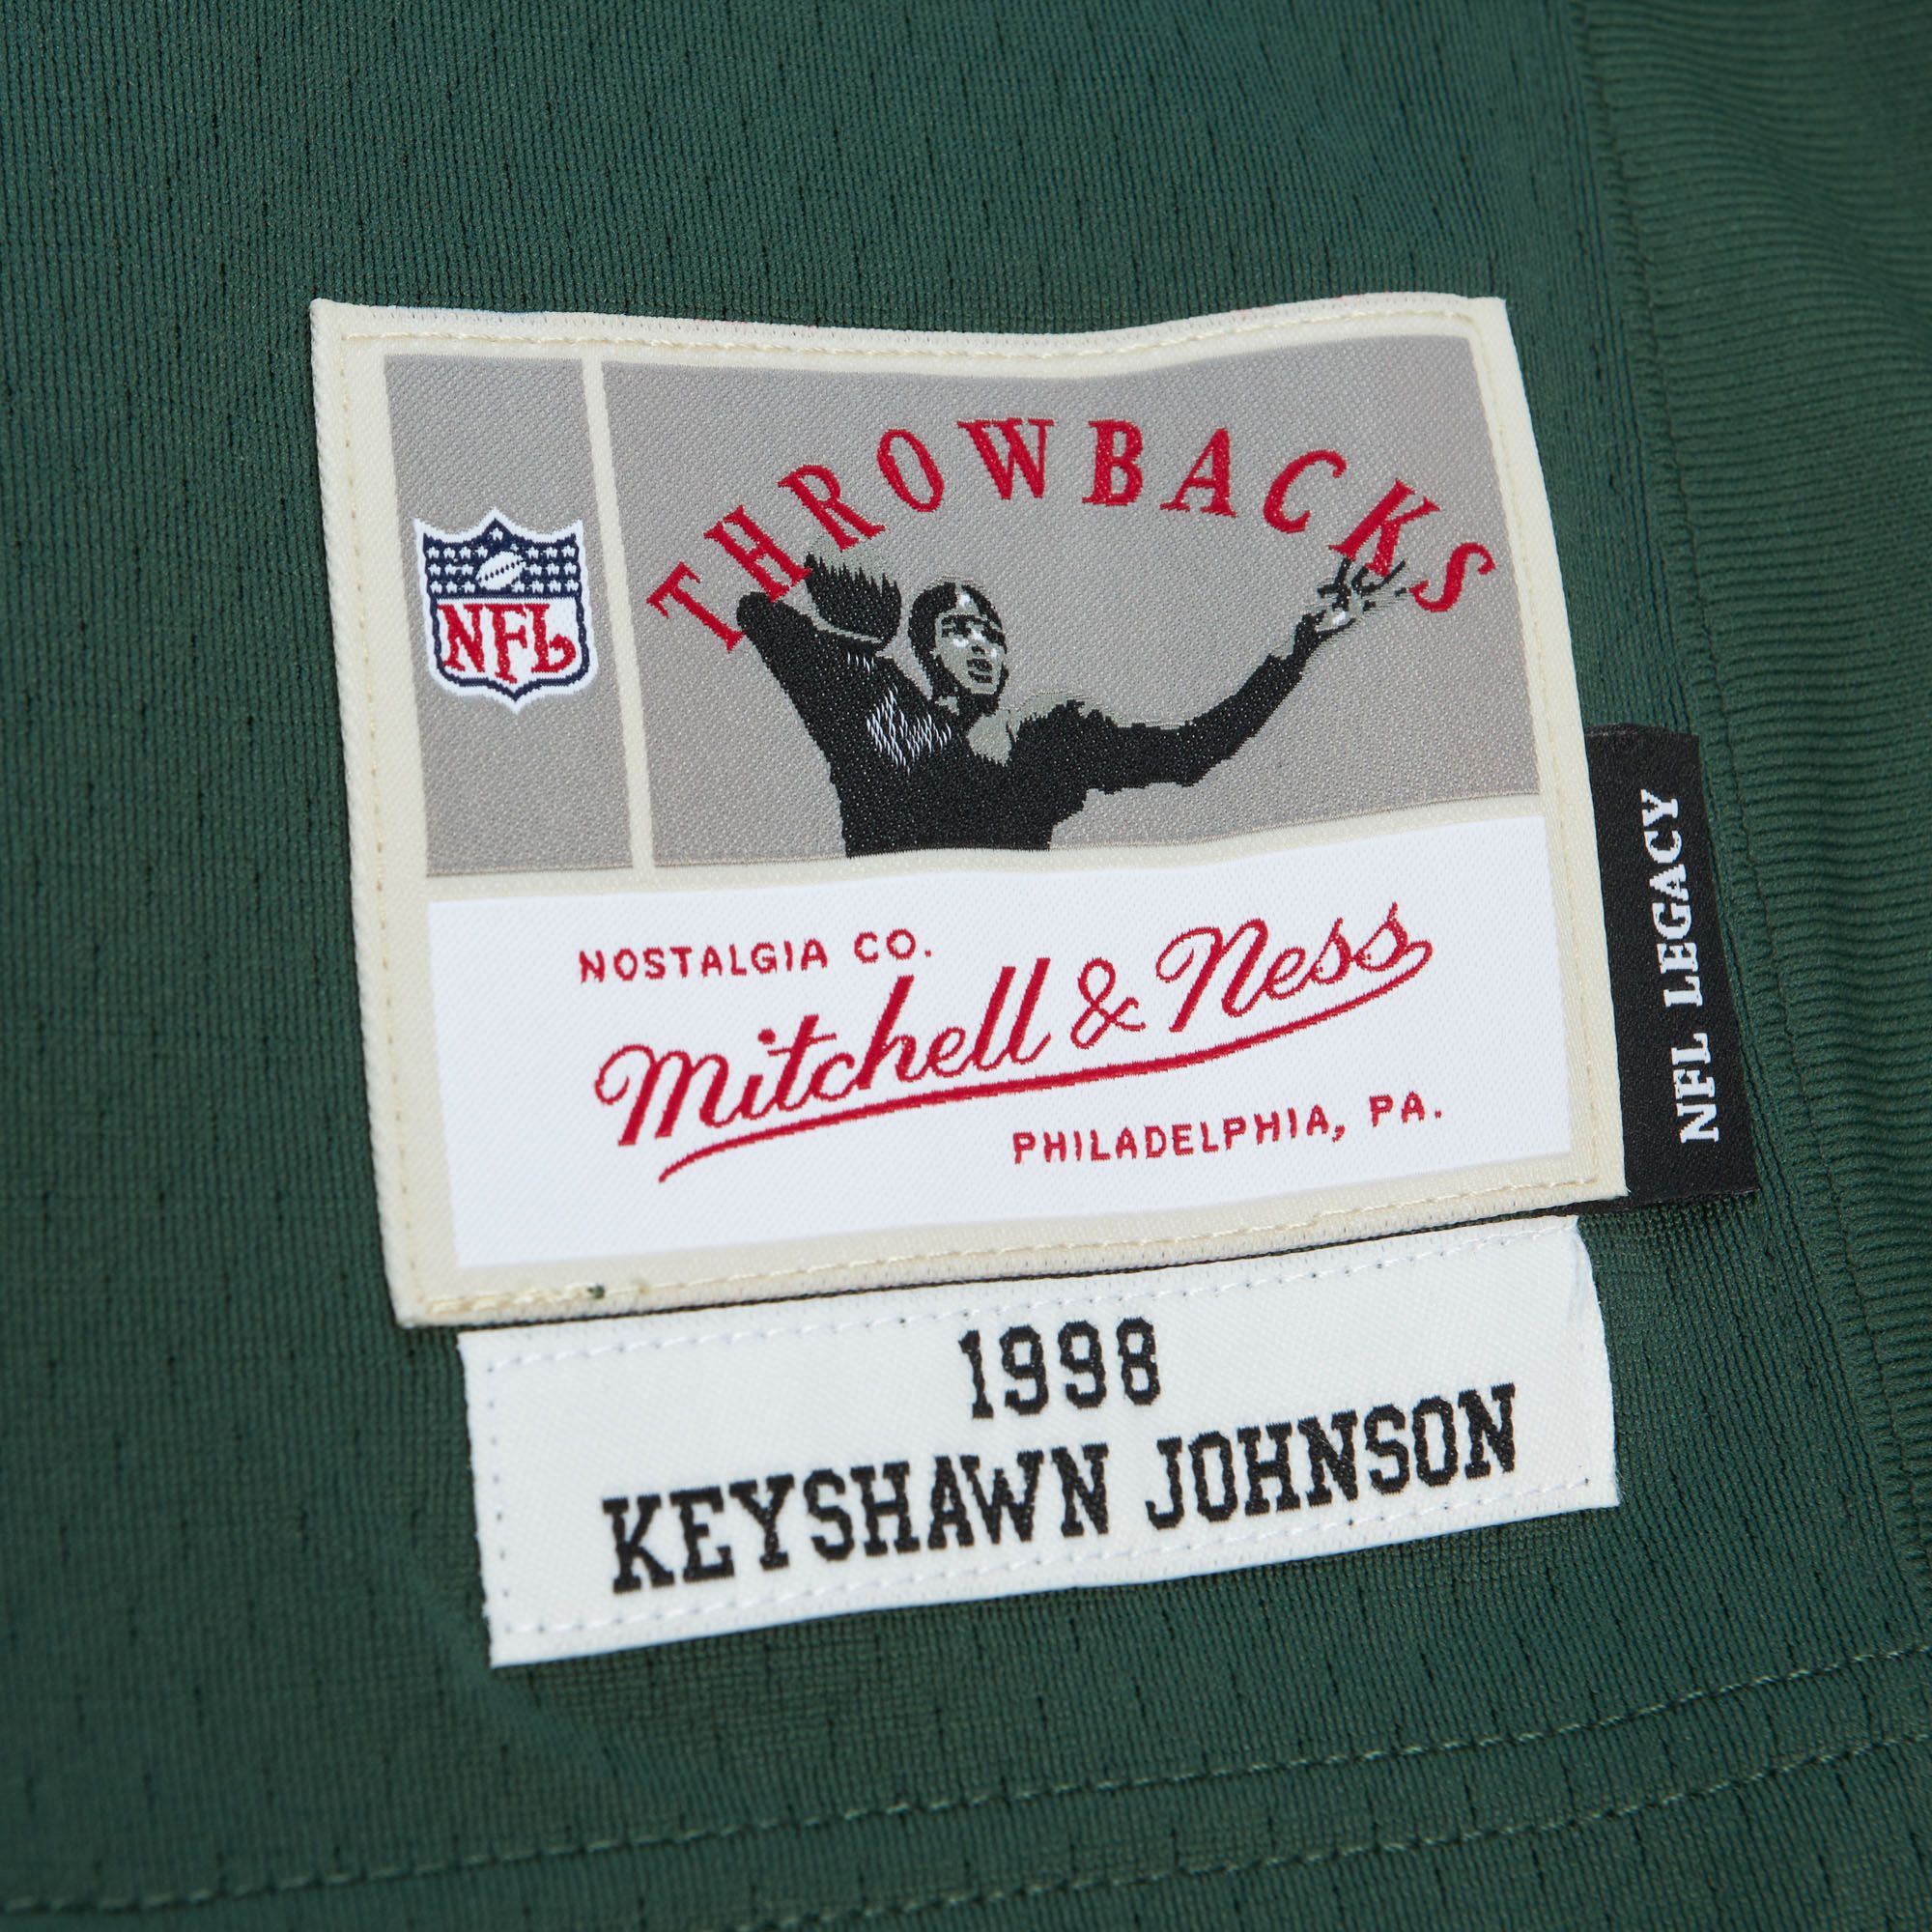 THROWBACKS
NFL
NOSTALGIA CO.
Mitchell & Ness
PHILADELPHIA, PA.
NFL LEGACY
1998
KEYSHAWN JOHNSON